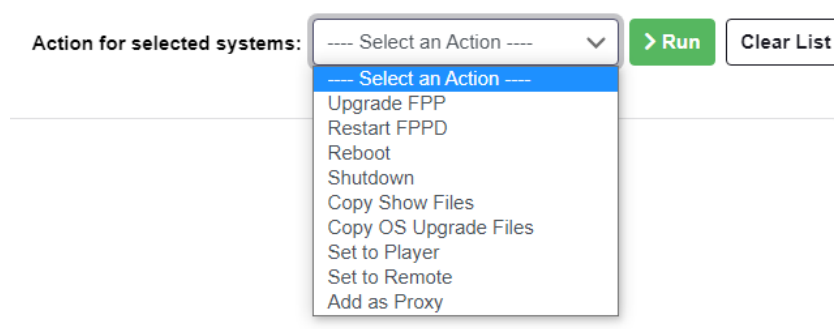 Action for selected systems: ---- Select an Action ---- Run Clear List
---- Select an Action ----
Upgrade FPP
Restart FPPD
Reboot
Shutdown
Copy Show Files
Copy OS Upgrade Files
Set to Player
Set to Remote
Add as Proxy